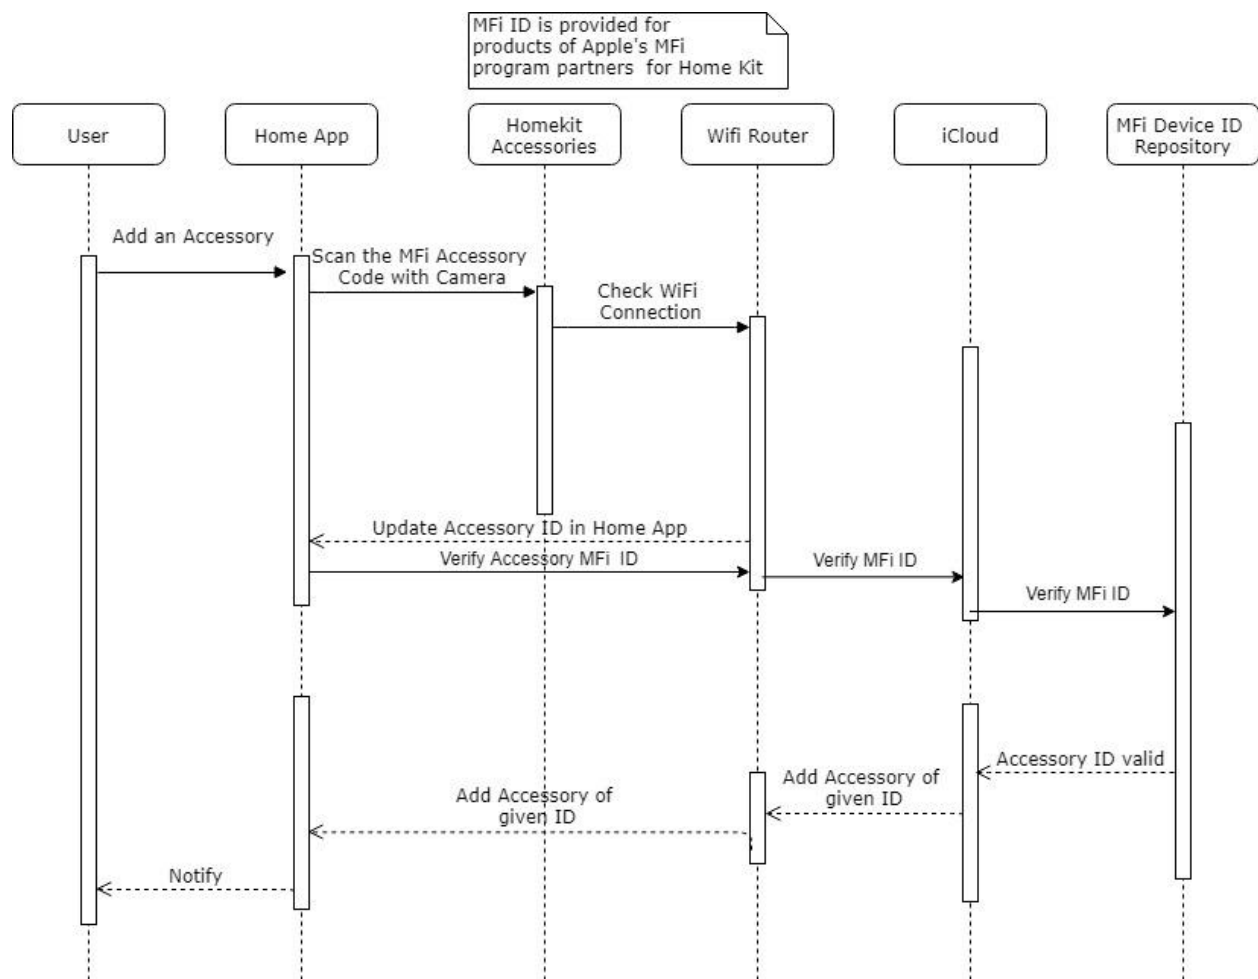 MFi ID is provided for
products of Apple's MFi
program partners for Home Kit
User
Home App
Homekit
Accessories
Wifi Router
iCloud
MFi Device ID
Repository
Add an Accessory
Scan the MFi Accessory
Code with Camera
Check WiFi
Connection
Update Accessory ID in Home App
Verify Accessory MFi ID
Verify MFi ID
Verify MFi ID
Accessory ID valid
Add Accessory of
given ID
Add Accessory of
given ID
Notify